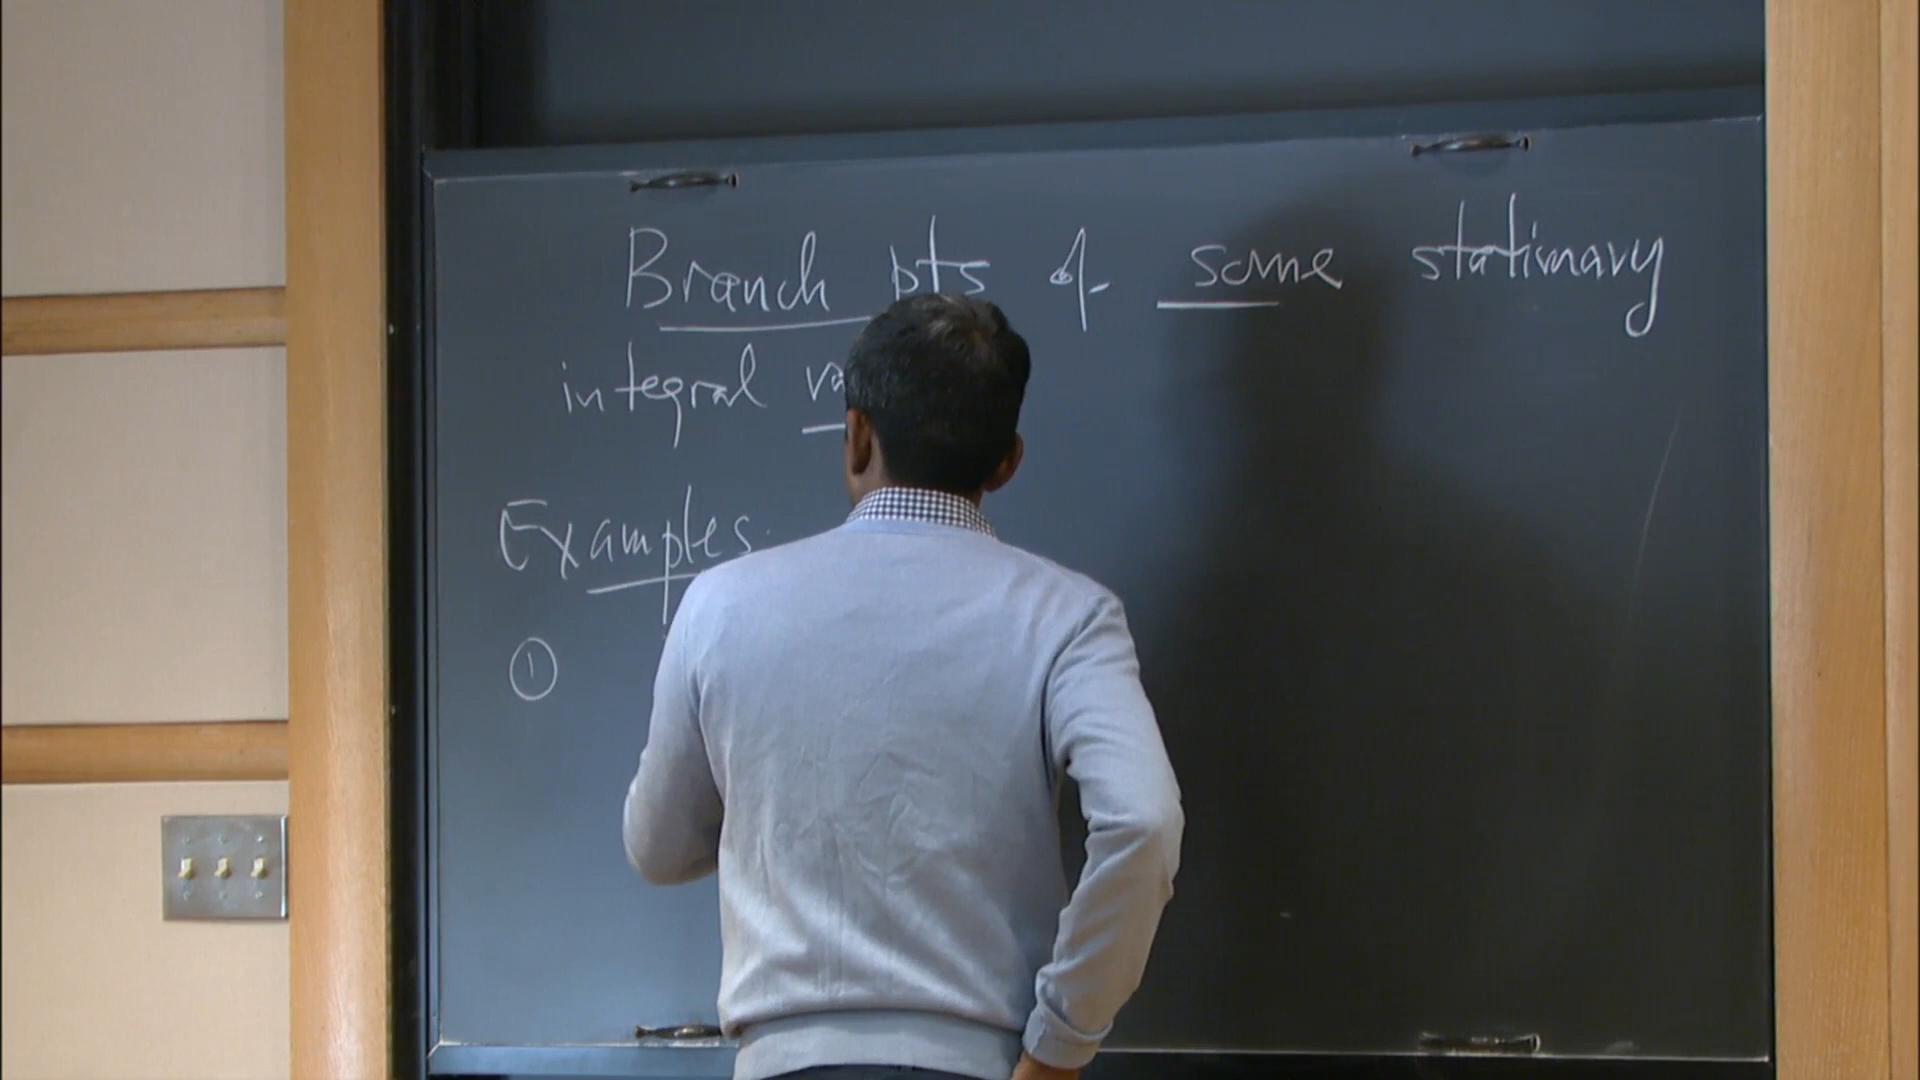 Branch pts of some stationary
integral
Examples.
①